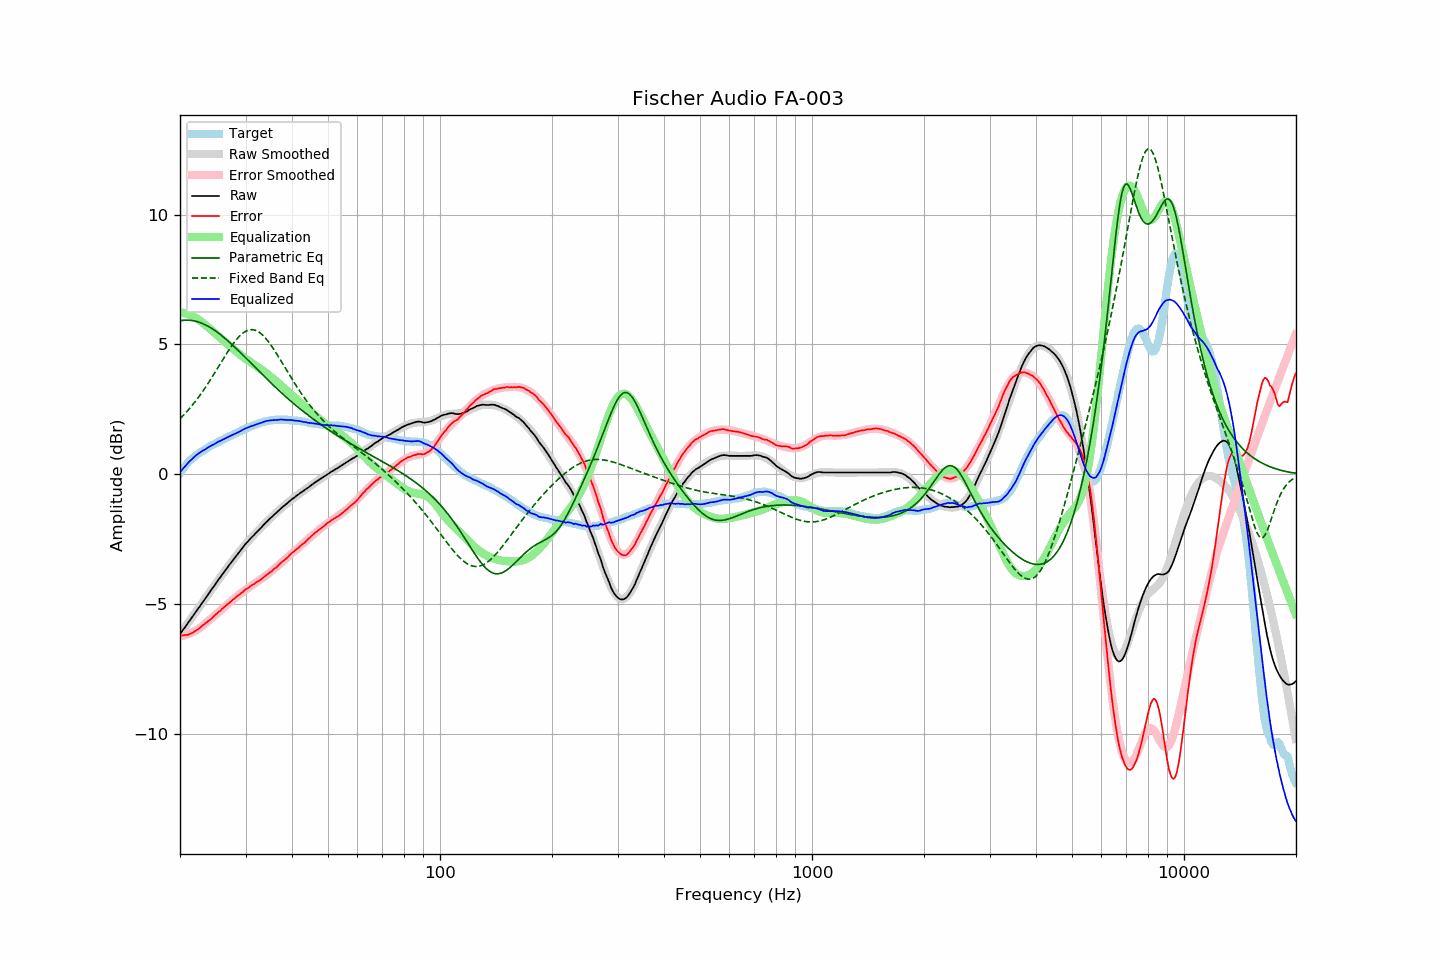 Fischer Audio FA-003
Target
Raw Smoothed
Error Smoothed
Raw
Error
Equalization
Parametric Eq
Fixed Band Eq
Equalized
10
5
0
−5
−10
Amplitude (dBr)
100
1000
10000
Frequency (Hz)